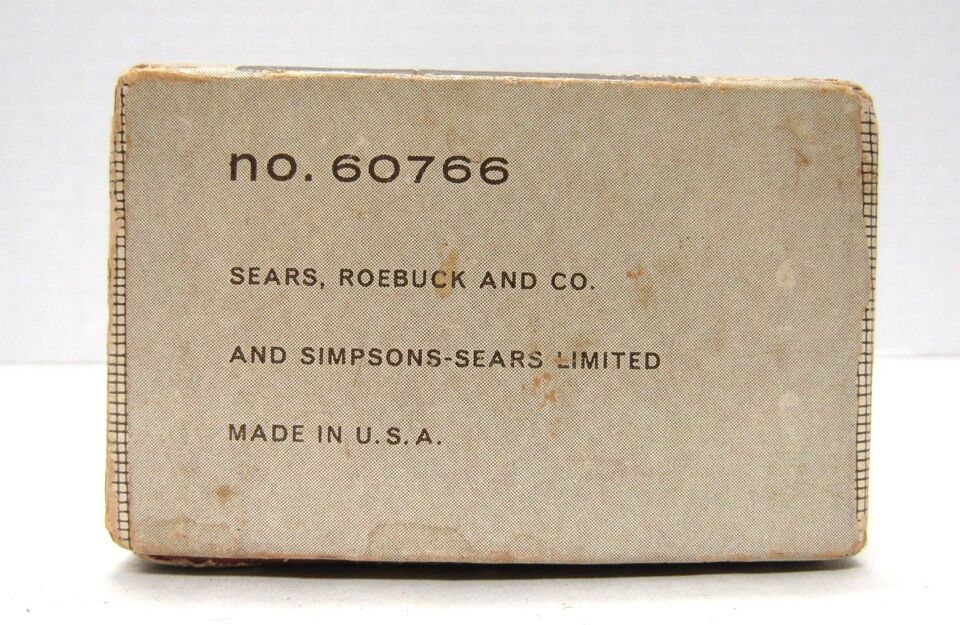 no. 60766
SEARS, ROEBUCK AND CO.
AND SIMPSONS-SEARS LIMITED
MADE IN U.S.A.